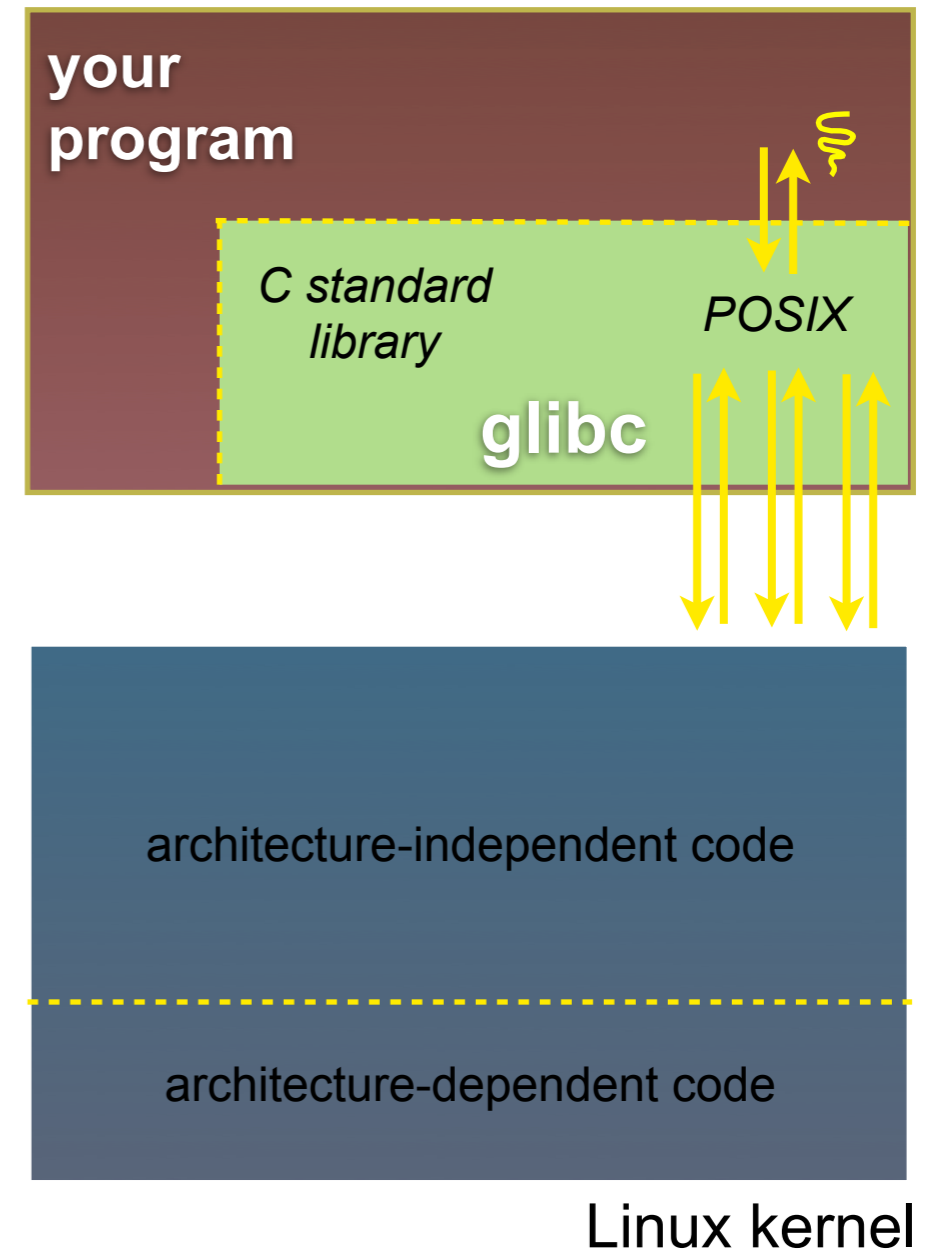 your
program
C standard
library
POSIX
glibc
architecture-independent code
architecture-dependent code
Linux kernel